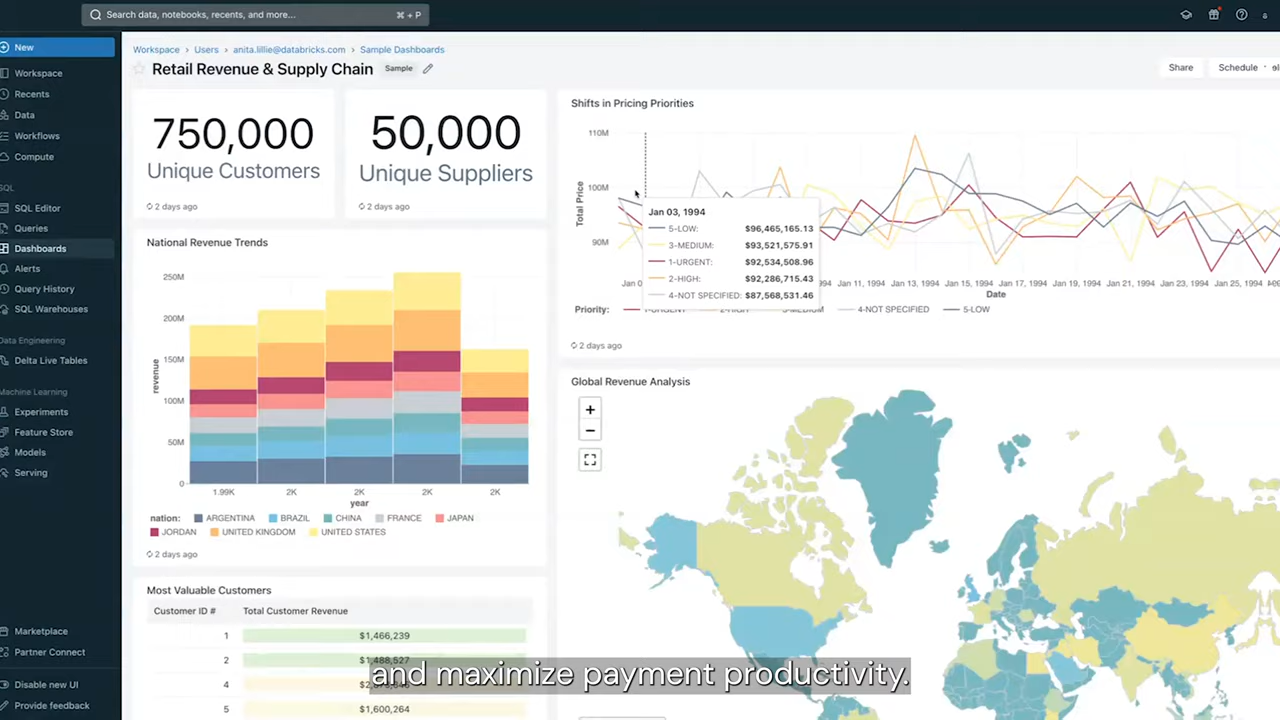 Search data, notebooks, recents, and more...
⌘ + P
New
Workspace
Recents
Data
Workflows
Compute
SQL
SQL Editor
Queries
Dashboards
Alerts
Query History
SQL Warehouses
Data Engineering
Delta Live Tables
Machine Learning
Experiments
Feature Store
Models
Serving
Marketplace
Partner Connect
Disable new UI
Provide feedback
Workspace › Users › anita.lillie@databricks.com › Sample Dashboards
Retail Revenue & Supply Chain
Sample
Share
Schedule
750,000
Unique Customers
2 days ago
50,000
Unique Suppliers
2 days ago
Shifts in Pricing Priorities
110M
100M
90M
Total Price
Jan 03, 1994
5-LOW: $96,465,165.13
3-MEDIUM: $93,521,575.91
1-URGENT: $92,534,508.96
2-HIGH: $92,286,715.43
4-NOT SPECIFIED: $87,568,531.46
Jan 11, 1994 Jan 13, 1994 Jan 15, 1994 Jan 17, 1994 Jan 19, 1994 Jan 21, 1994 Jan 23, 1994 Jan 25, 1994
Date
Priority: 1-URGENT 2-HIGH 3-MEDIUM 4-NOT SPECIFIED 5-LOW
2 days ago
National Revenue Trends
250M
200M
150M
100M
50M
0
revenue
1.99K 2K 2K 2K 2K
year
nation: ARGENTINA BRAZIL CHINA FRANCE JAPAN
JORDAN UNITED KINGDOM UNITED STATES
2 days ago
Global Revenue Analysis
+
−
Most Valuable Customers
Customer ID # Total Customer Revenue
1 $1,466,239
2 $1,488,527
4
5 $1,600,264
and maximize payment productivity.